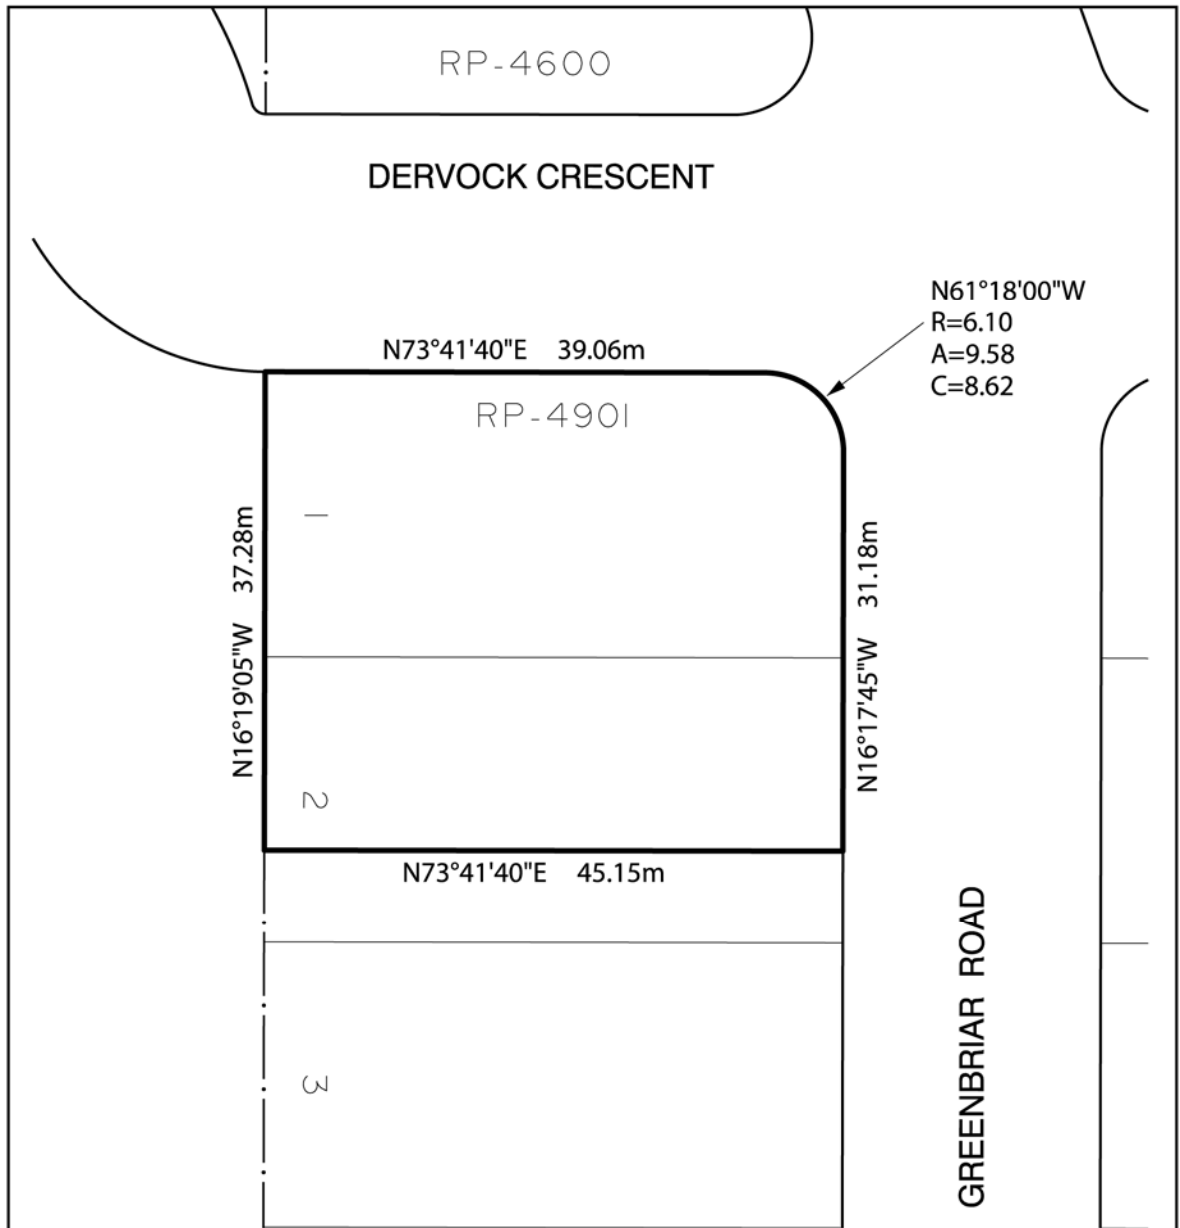 RP-4600
DERVOCK CRESCENT
N61°18'00"W
R=6.10
A=9.58
C=8.62
N73°41'40"E 39.06m
RP-4901
1
N16°19'05"W 37.28m
N16°17'45"W 31.18m
2
N73°41'40"E 45.15m
GREENBRIAR ROAD
3